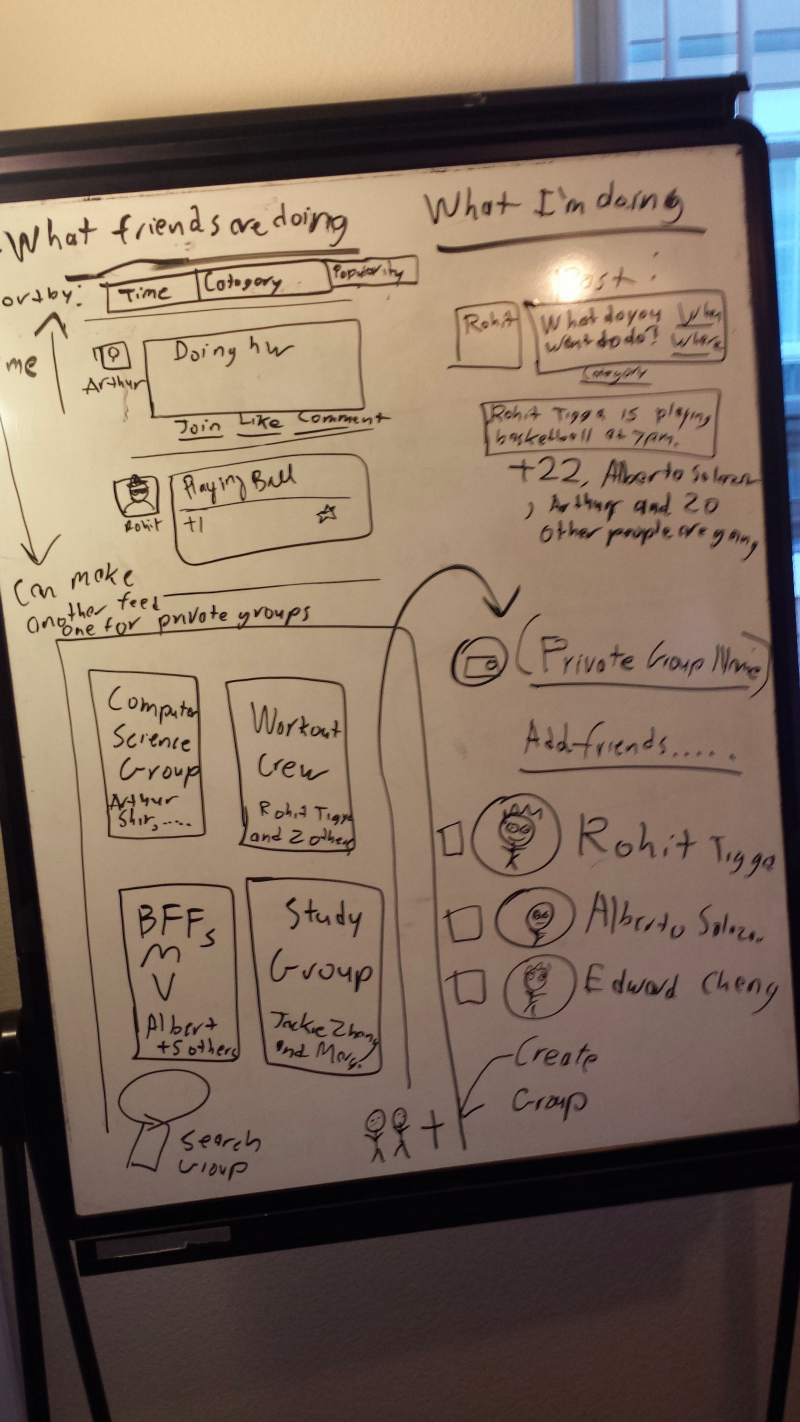 What friends are doing
ort by: Time Category Popularity
me
Arthur
Doing hw
Join Like Comment
Rohit
Playing Ball
+1
Can make
another feed
one for private groups
Computer
Science
Group
Arthur
Shir, .....
Workout
Crew
Rohit Tigga
and 2 others
BFFs
M
V
Albert
+5 others
Study
Group
Jackie Zhang
and More.
Search
Group
+
What I'm doing
Post:
Rohit
What do you When
want to do? Where
Category
Rohit Tigga is playing
basketball at 7pm.
+22, Alberto
, Arthur and 20
other people are going
(Private Group Name)
Add friends.....
Rohit Tigga
Alberto
Edward Cheng
Create
Group